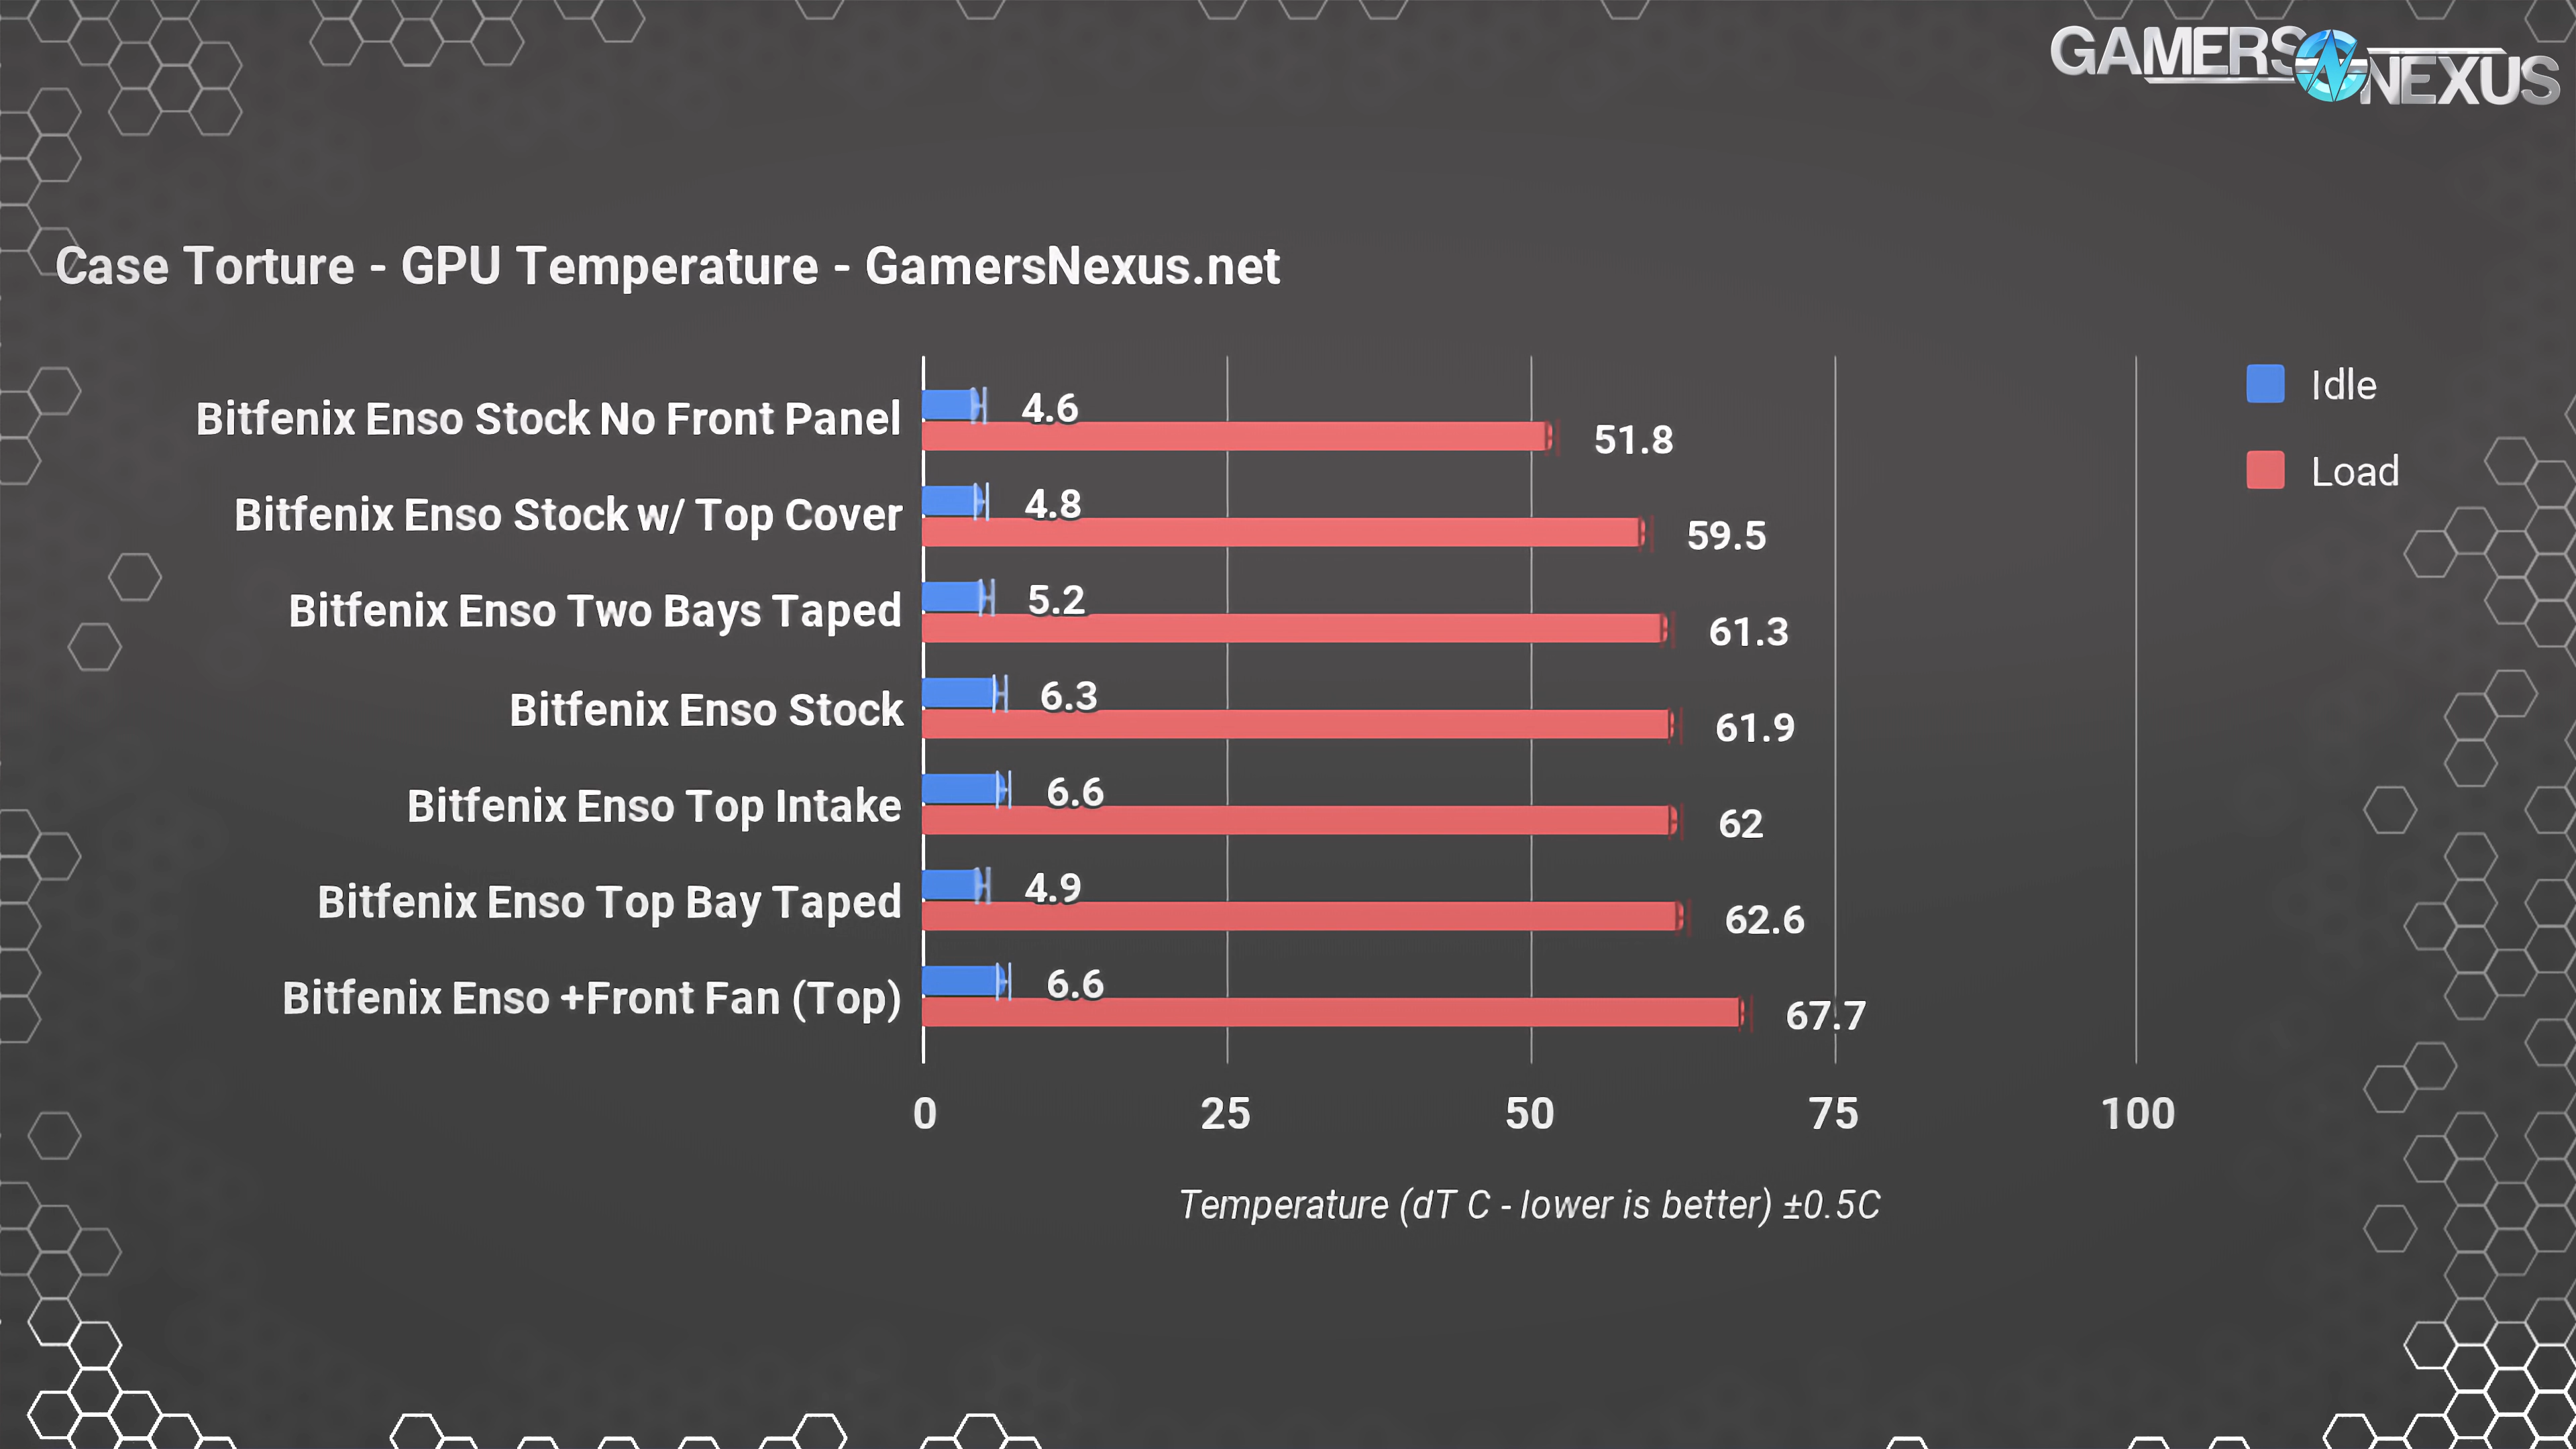 GAMERS NEXUS
Case Torture - GPU Temperature - GamersNexus.net
Idle
Load
Bitfenix Enso Stock No Front Panel 4.6 51.8
Bitfenix Enso Stock w/ Top Cover 4.8 59.5
Bitfenix Enso Two Bays Taped 5.2 61.3
Bitfenix Enso Stock 6.3 61.9
Bitfenix Enso Top Intake 6.6 62
Bitfenix Enso Top Bay Taped 4.9 62.6
Bitfenix Enso +Front Fan (Top) 6.6 67.7
0 25 50 75 100
Temperature (dT C - lower is better) ±0.5C